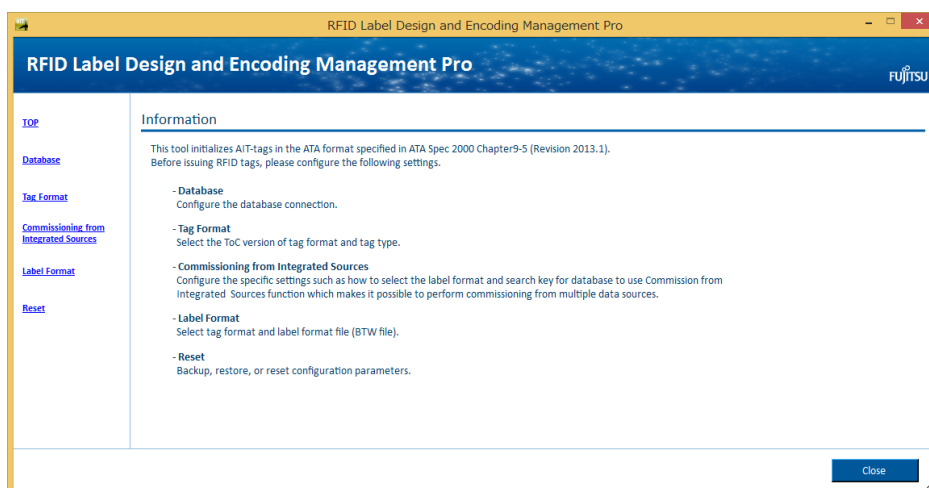 RFID Label Design and Encoding Management Pro
RFID Label Design and Encoding Management Pro
FUJITSU
TOP
Database
Tag Format
Commissioning from
Integrated Sources
Label Format
Reset
Information
This tool initializes AIT-tags in the ATA format specified in ATA Spec 2000 Chapter9-5 (Revision 2013.1).
Before issuing RFID tags, please configure the following settings.
- Database
Configure the database connection.
- Tag Format
Select the ToC version of tag format and tag type.
- Commissioning from Integrated Sources
Configure the specific settings such as how to select the label format and search key for database to use Commission from
Integrated Sources function which makes it possible to perform commissioning from multiple data sources.
- Label Format
Select tag format and label format file (BTW file).
- Reset
Backup, restore, or reset configuration parameters.
Close